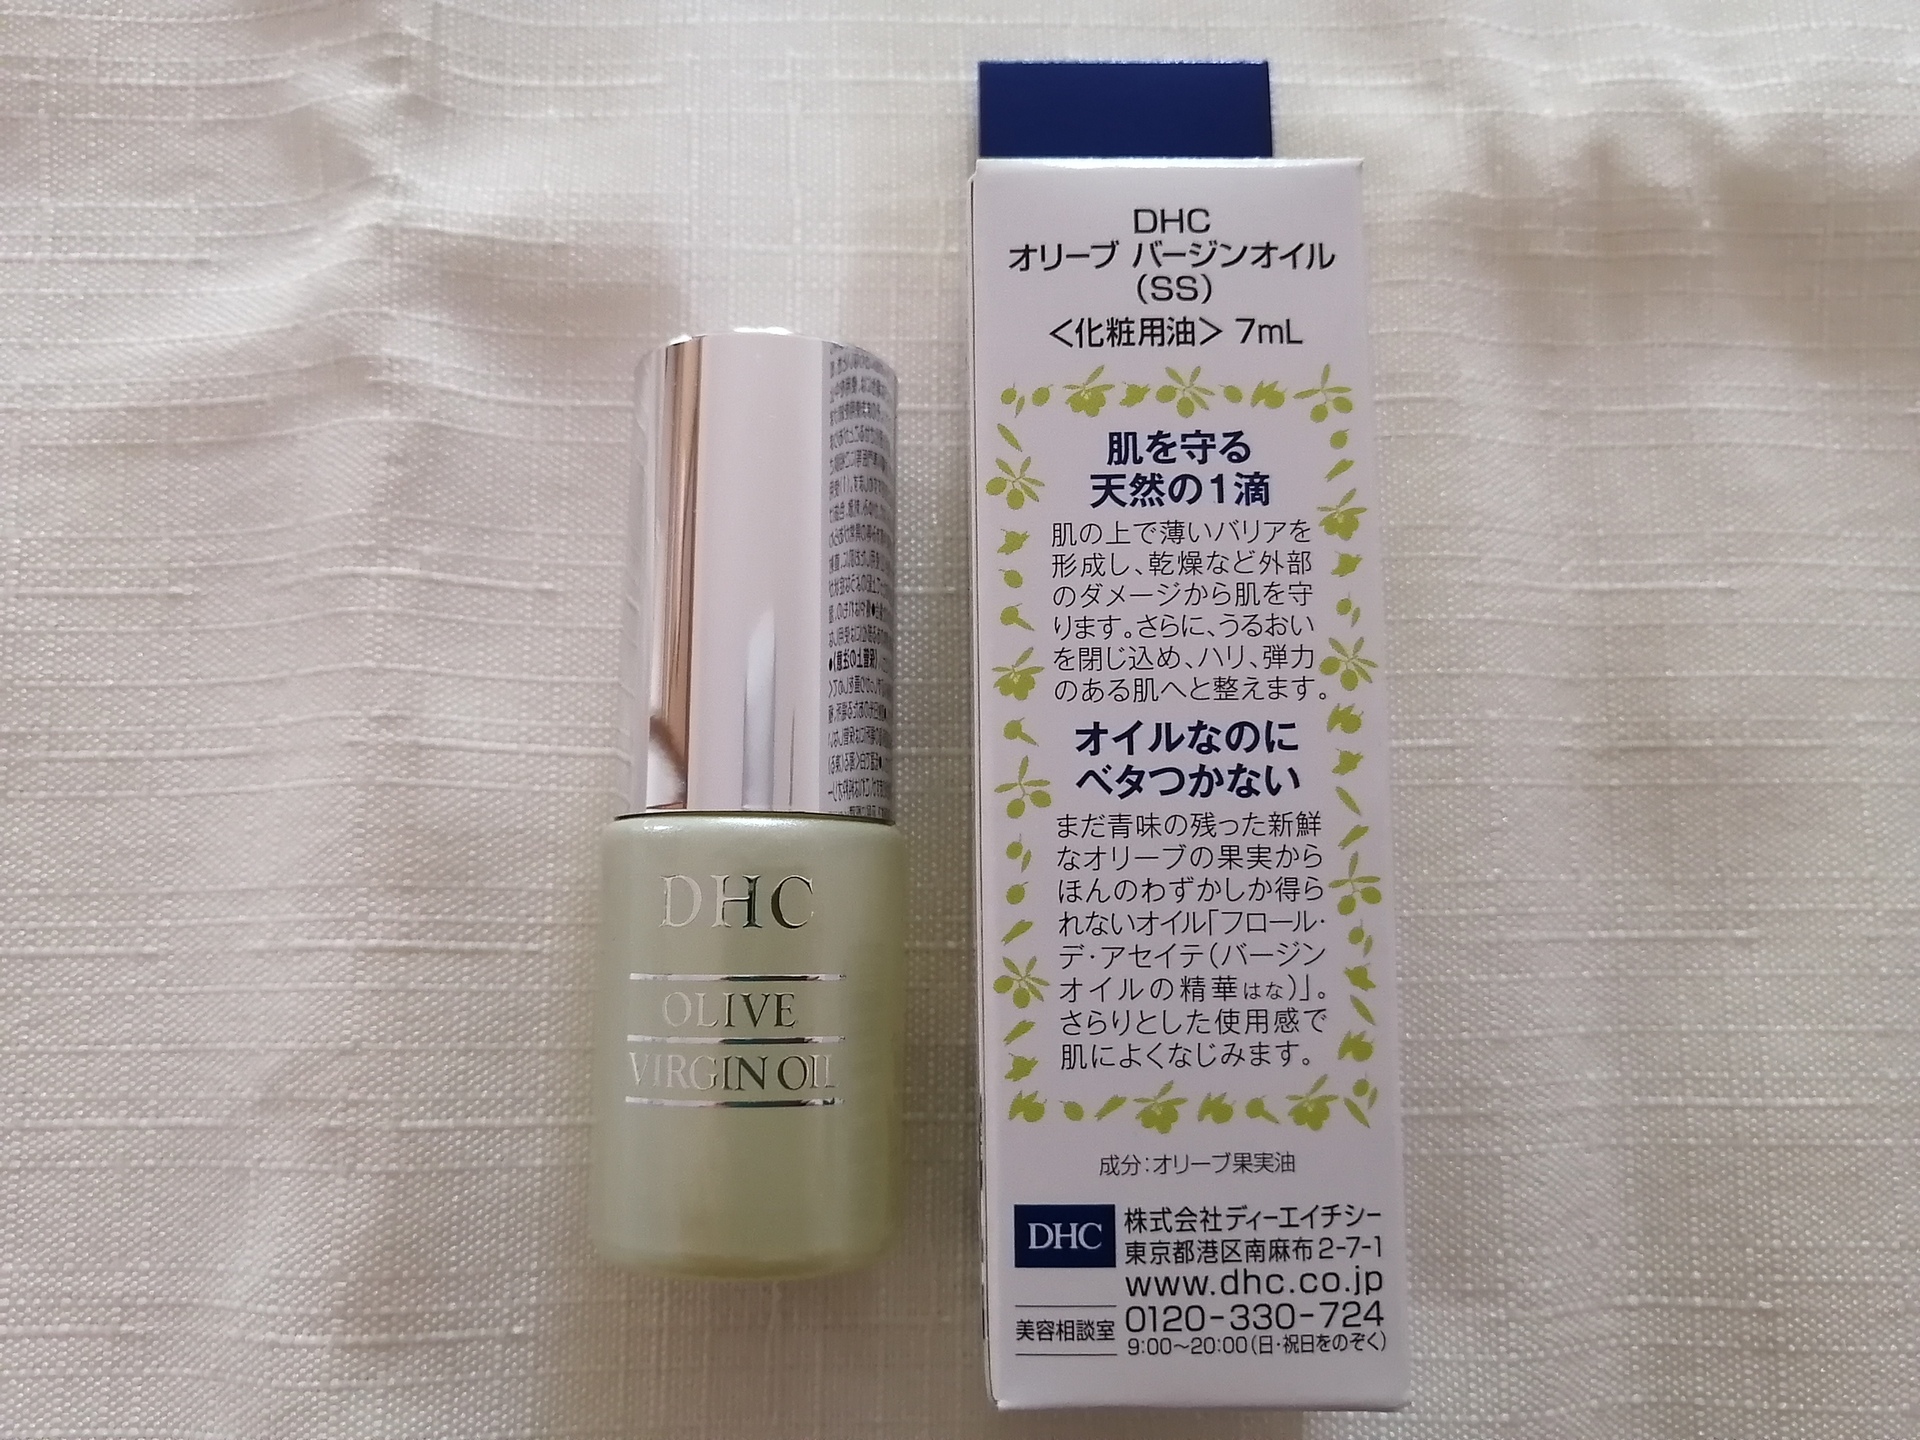 DHC
OLIVE
VIRGIN OIL
DHC
オリーブ バージンオイル
(SS)
<化粧用油> 7mL
肌を守る
天然の1滴
肌の上で薄いバリアを
形成し、乾燥など外部
のダメージから肌を守
ります。さらに、うるおい
を閉じ込め、ハリ、弾力
のある肌へと整えます。
オイルなのに
ベタつかない
まだ青味の残った新鮮
なオリーブの果実から
ほんのわずかしか得ら
れないオイル「フロール・
デ・アセイテ(バージン
オイルの精華はな)」。
さらりとした使用感で
肌によくなじみます。
成分:オリーブ果実油
DHC
株式会社ディーエイチシー
東京都港区南麻布2-7-1
www.dhc.co.jp
美容相談室
0120-330-724
9:00〜20:00(日・祝日をのぞく)